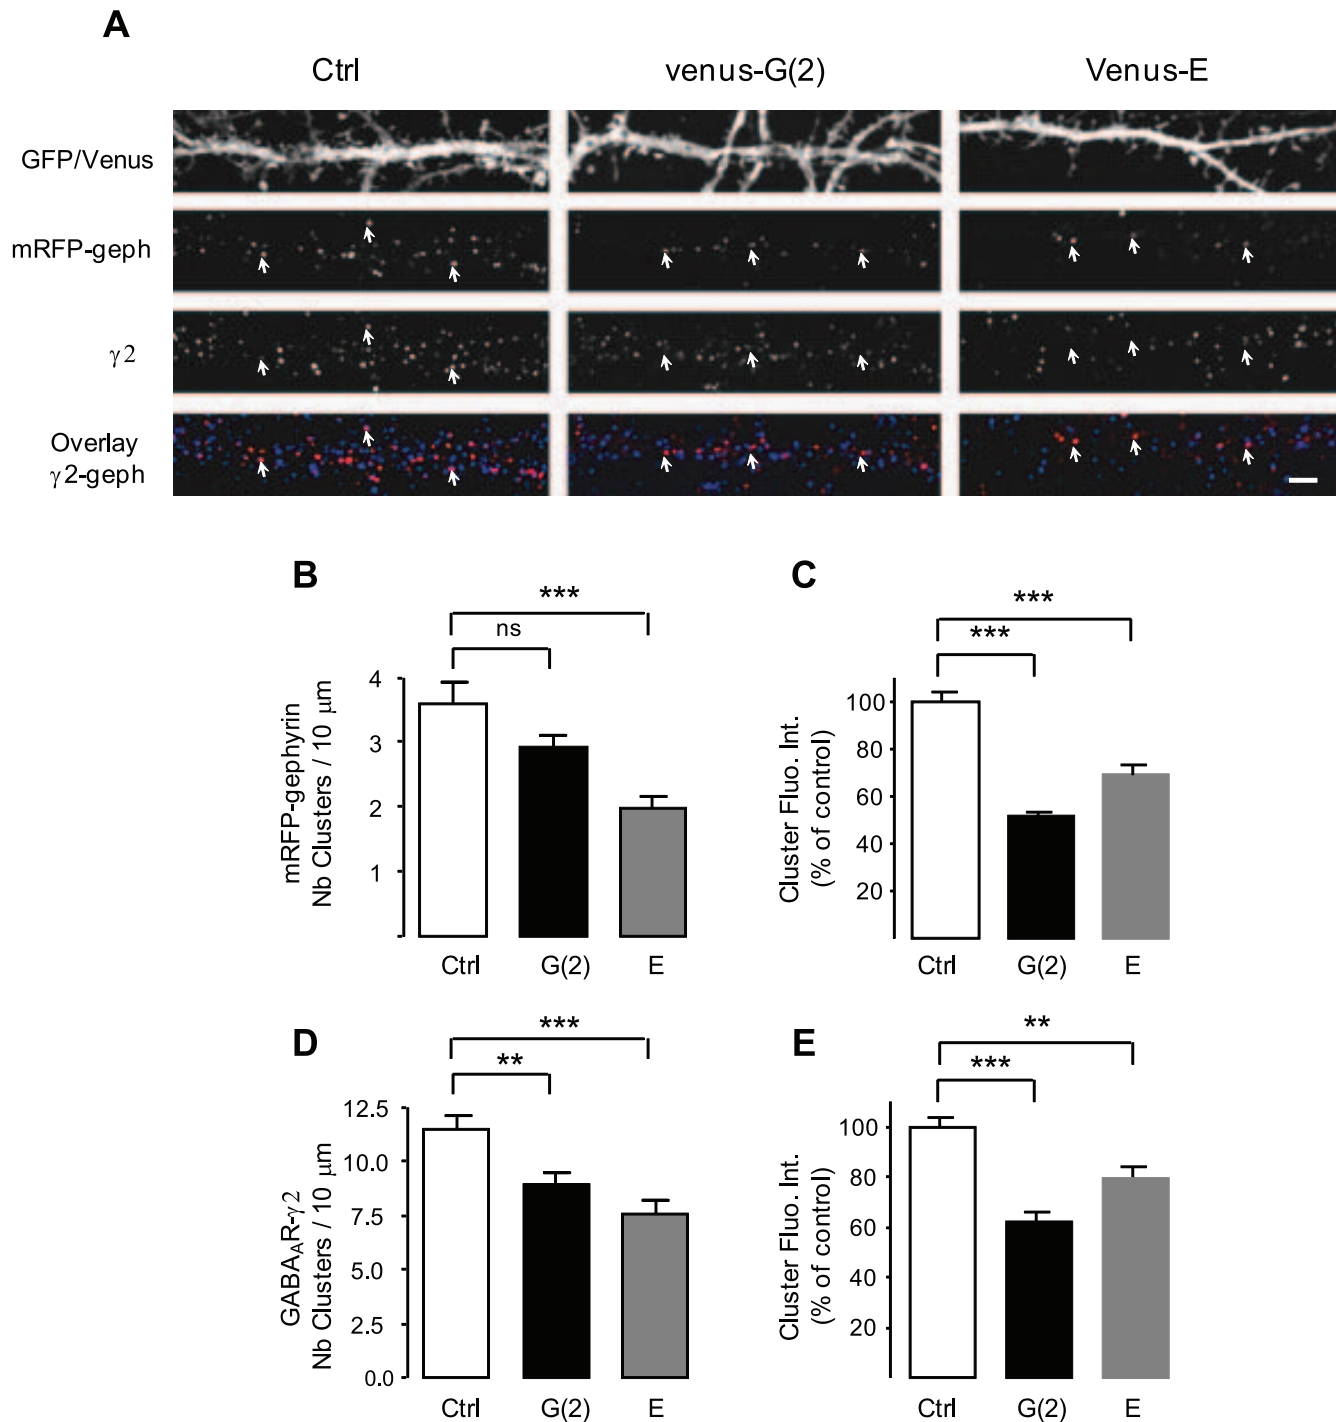 A
Ctrl
venus-G(2)
Venus-E
GFP/Venus
mRFP-geph
γ2
Overlay
γ2-geph
B
***
ns
mRFP-gephyrin
Nb Clusters / 10 µm
4
3
2
1
Ctrl
G(2)
E
C
***
***
Cluster Fluo. Int.
(% of control)
100
80
60
40
20
Ctrl
G(2)
E
D
***
**
GABAAR-γ2
Nb Clusters / 10 µm
12.5
10.0
7.5
5.0
2.5
0.0
Ctrl
G(2)
E
E
**
***
Cluster Fluo. Int.
(% of control)
100
80
60
40
20
Ctrl
G(2)
E